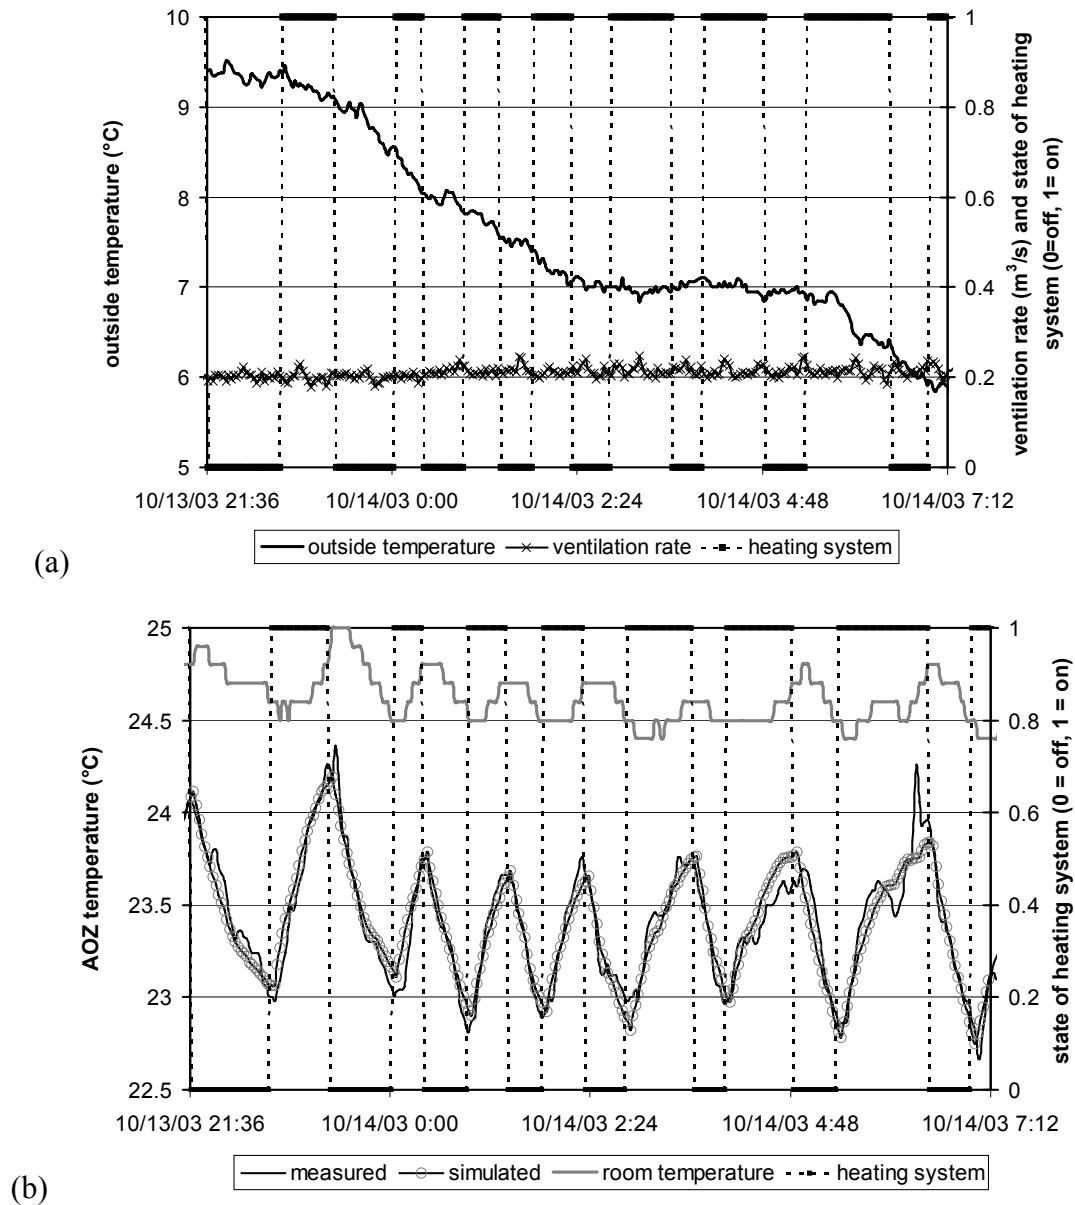 10
9
8
7
6
5
outside temperature (°C)
1
0.8
0.6
0.4
0.2
0
ventilation rate (m³/s) and state of heating
system (0=off, 1= on)
10/13/03 21:36 10/14/03 0:00 10/14/03 2:24 10/14/03 4:48 10/14/03 7:12
outside temperature ventilation rate heating system
(a)
25
24.5
24
23.5
23
22.5
AOZ temperature (°C)
1
0.8
0.6
0.4
0.2
0
state of heating system (0 = off, 1 = on)
10/13/03 21:36 10/14/03 0:00 10/14/03 2:24 10/14/03 4:48 10/14/03 7:12
measured simulated room temperature heating system
(b)